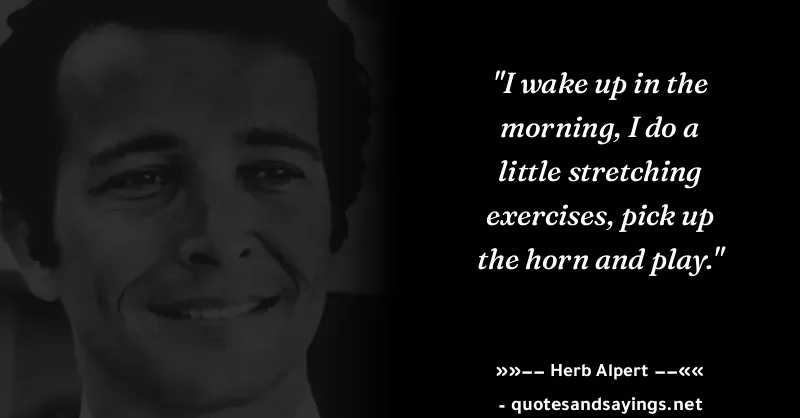 "I wake up in the
morning, I do a
little stretching
exercises, pick up
the horn and play."
»»−− Herb Alpert −−««
- quotesandsayings.net